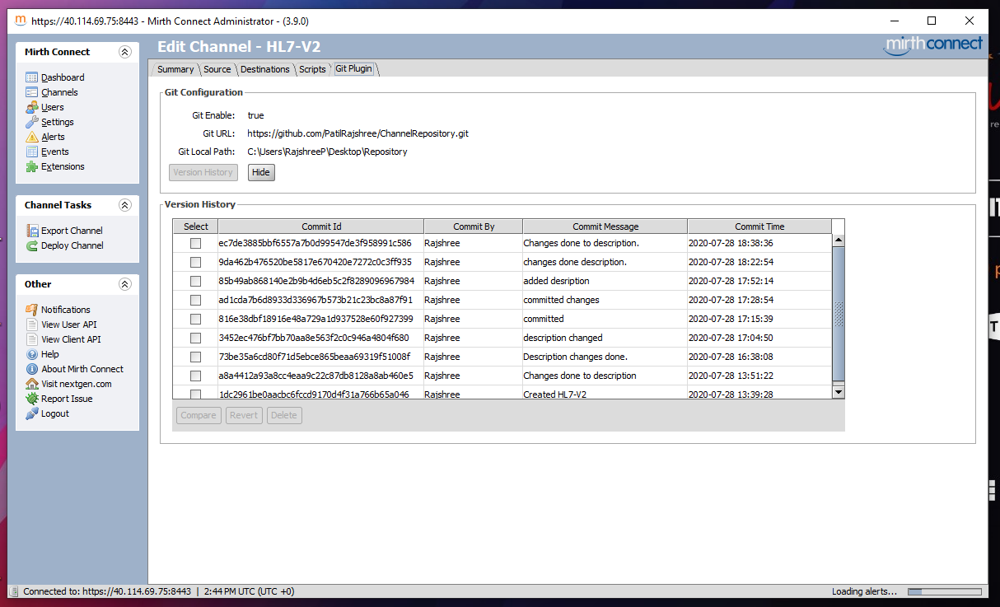 https://40.114.69.75:8443 - Mirth Connect Administrator - (3.9.0)
Mirth Connect
Dashboard
Channels
Users
Settings
Alerts
Events
Extensions
Channel Tasks
Export Channel
Deploy Channel
Other
Notifications
View User API
View Client API
Help
About Mirth Connect
Visit nextgen.com
Report Issue
Logout
Edit Channel - HL7-V2
mirth connect
Summary Source Destinations Scripts Git Plugin
Git Configuration
Git Enable: true
Git URL: https://github.com/PatilRajshree/ChannelRepository.git
Git Local Path: C:\Users\RajshreeP\Desktop\Repository
Version History Hide
Version History
Select Commit Id Commit By Commit Message Commit Time
ec7de3885bbf6557a7b0d99547de3f958991c586 Rajshree Changes done to description. 2020-07-28 18:38:36
9da462b476520be5817e670420e7272c0c3ff935 Rajshree changes done description. 2020-07-28 18:22:54
85b49ab868140e2b9b4d6eb5c2f8289096967984 Rajshree added desription 2020-07-28 17:52:14
ad1cda7b6d8933d336967b573b21c23bc8a87f91 Rajshree committed changes 2020-07-28 17:28:54
816e38dbf18916e48a729a1d937528e60f927399 Rajshree committed 2020-07-28 17:15:39
3452ec476bf7bb70aa8e563f2c0c946a4804f680 Rajshree description changed 2020-07-28 17:04:50
73be35a6cd80f71d5ebce865beaa69319f51008f Rajshree Description changes done. 2020-07-28 16:38:08
a8a4412a93a8cc4eaa9c22c87db8128a8ab460e5 Rajshree Changes done to description 2020-07-28 13:51:22
1dc2961be0aacbc6fccd9170d4f31a766b65a046 Rajshree Created HL7-V2 2020-07-28 13:39:28
Compare Revert Delete
Connected to: https://40.114.69.75:8443 | 2:44 PM UTC (UTC +0)
Loading alerts...